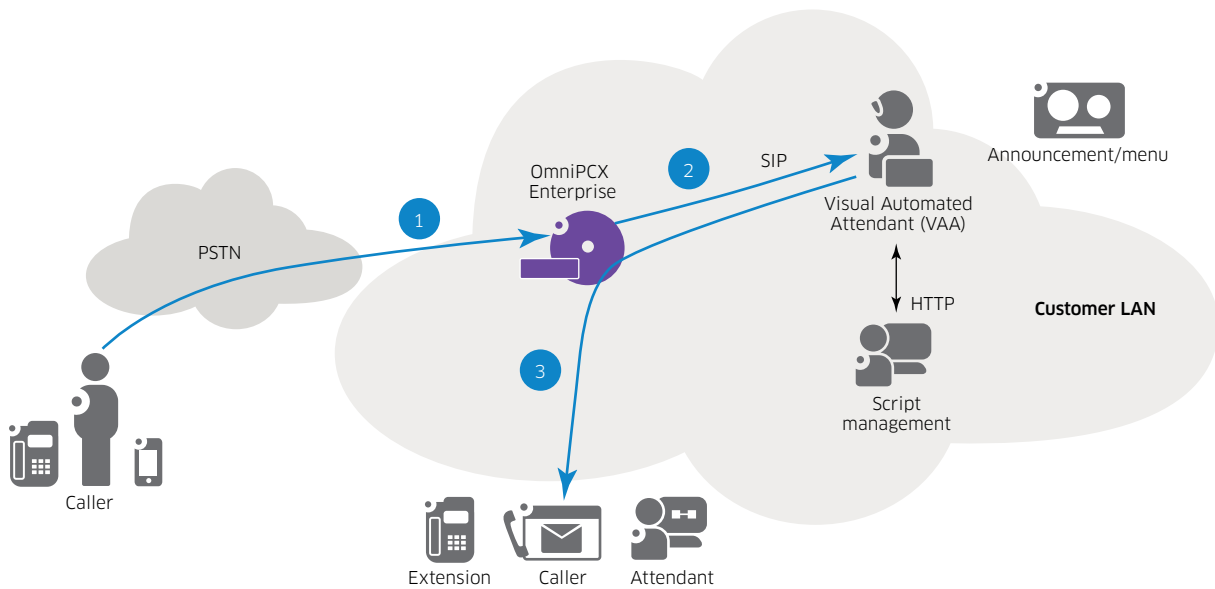 Announcement/menu
SIP
OmniPCX
Enterprise
2
Visual Automated
Attendant (VAA)
1
PSTN
HTTP
Customer LAN
3
Script
management
Caller
Extension
Caller
Attendant